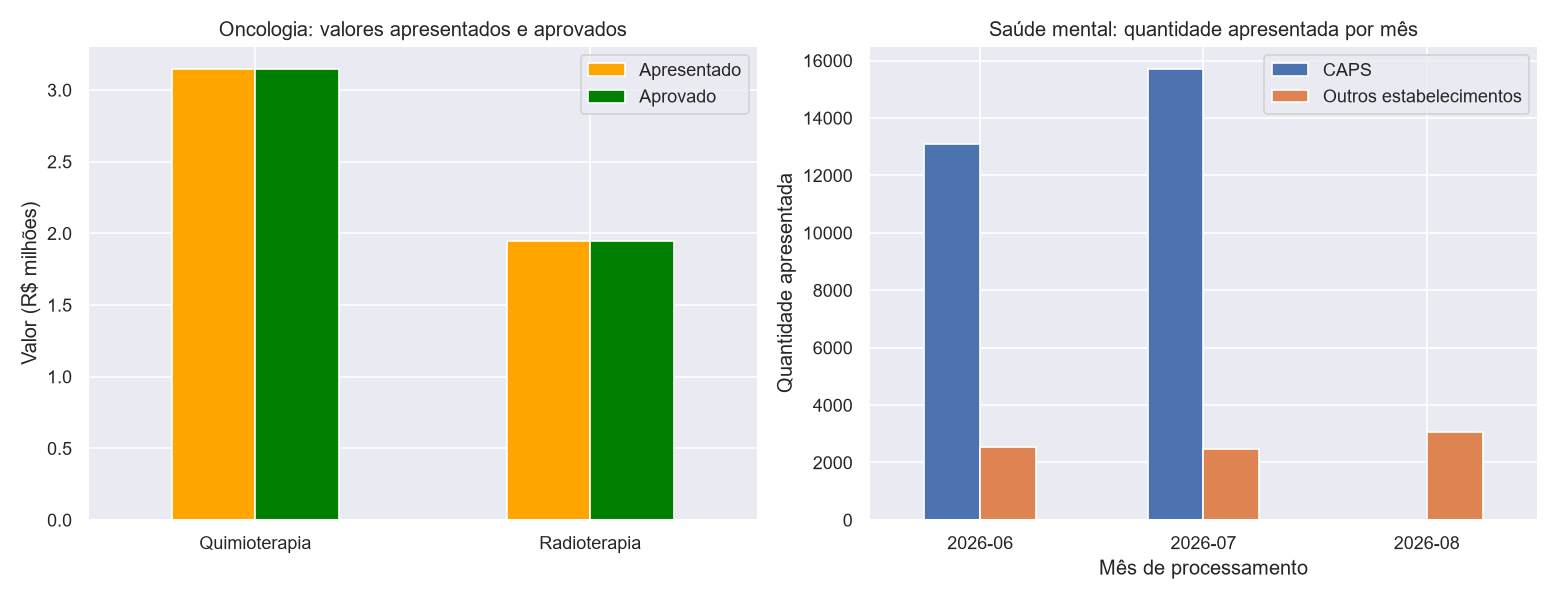 Oncologia: valores apresentados e aprovados
Valor (R$ milhões)
3.0
2.5
2.0
1.5
1.0
0.5
0.0
Apresentado
Aprovado
Quimioterapia
Radioterapia
Saúde mental: quantidade apresentada por mês
Quantidade apresentada
16000
14000
12000
10000
8000
6000
4000
2000
0
CAPS
Outros estabelecimentos
2026-06
2026-07
2026-08
Mês de processamento